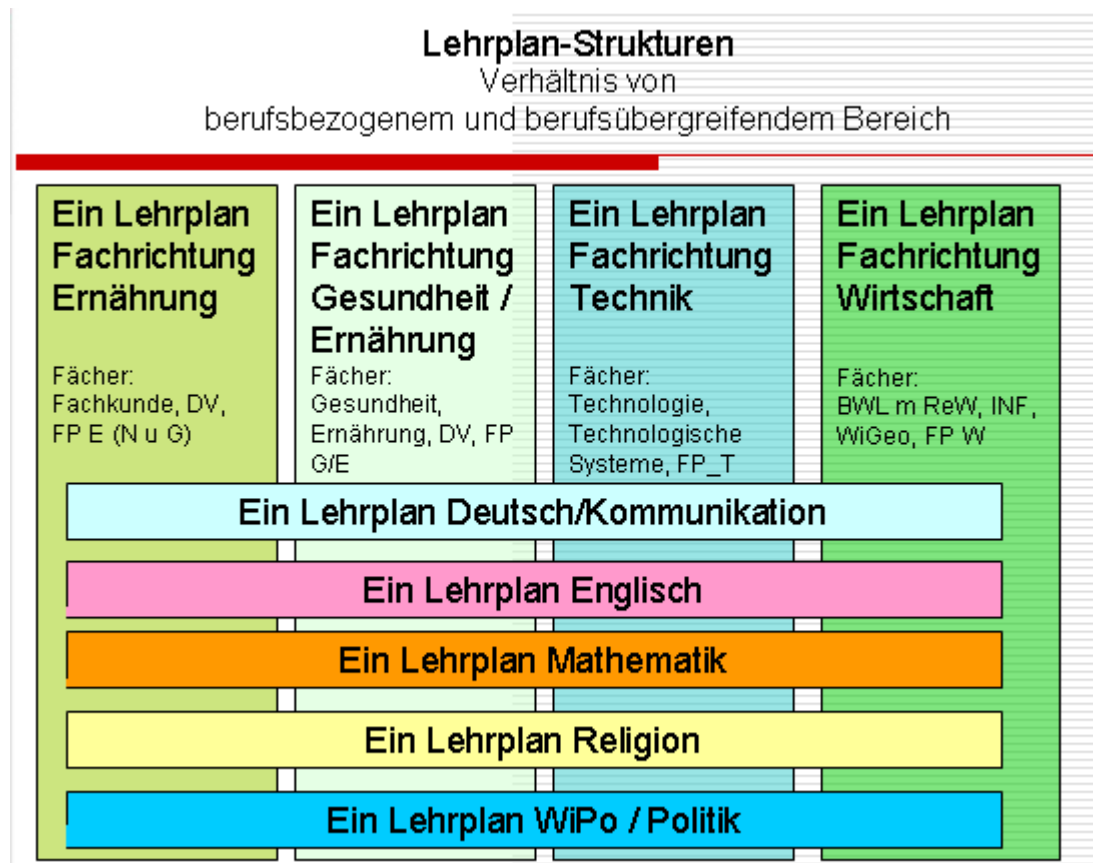 Lehrplan-Strukturen
Verhältnis von
berufsbezogenem und berufsübergreifendem Bereich
Ein Lehrplan
Fachrichtung
Ernährung
Fächer:
Fachkunde, DV,
FP E (N u G)
Ein Lehrplan
Fachrichtung
Gesundheit /
Ernährung
Fächer:
Gesundheit,
Ernährung, DV, FP
G/E
Ein Lehrplan
Fachrichtung
Technik
Fächer:
Technologie,
Technologische
Systeme, FP_T
Ein Lehrplan
Fachrichtung
Wirtschaft
Fächer:
BWL m ReW, INF,
WiGeo, FP W
Ein Lehrplan Deutsch/Kommunikation
Ein Lehrplan Englisch
Ein Lehrplan Mathematik
Ein Lehrplan Religion
Ein Lehrplan WiPo / Politik